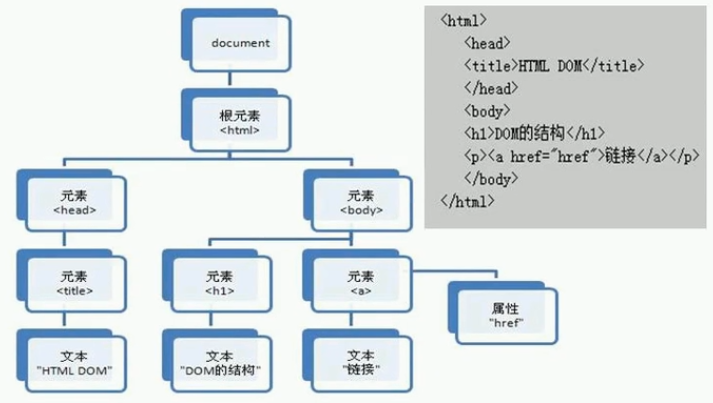 document
根元素
<html>
元素
<head>
元素
<body>
元素
<title>
元素
<h1>
元素
<a>
属性
"href"
文本
"HTML DOM"
文本
"DOM的结构"
文本
"链接"
<html>
<head>
<title>HTML DOM</title>
</head>
<body>
<h1>DOM的结构</h1>
<p><a href="href">链接</a></p>
</body>
</html>